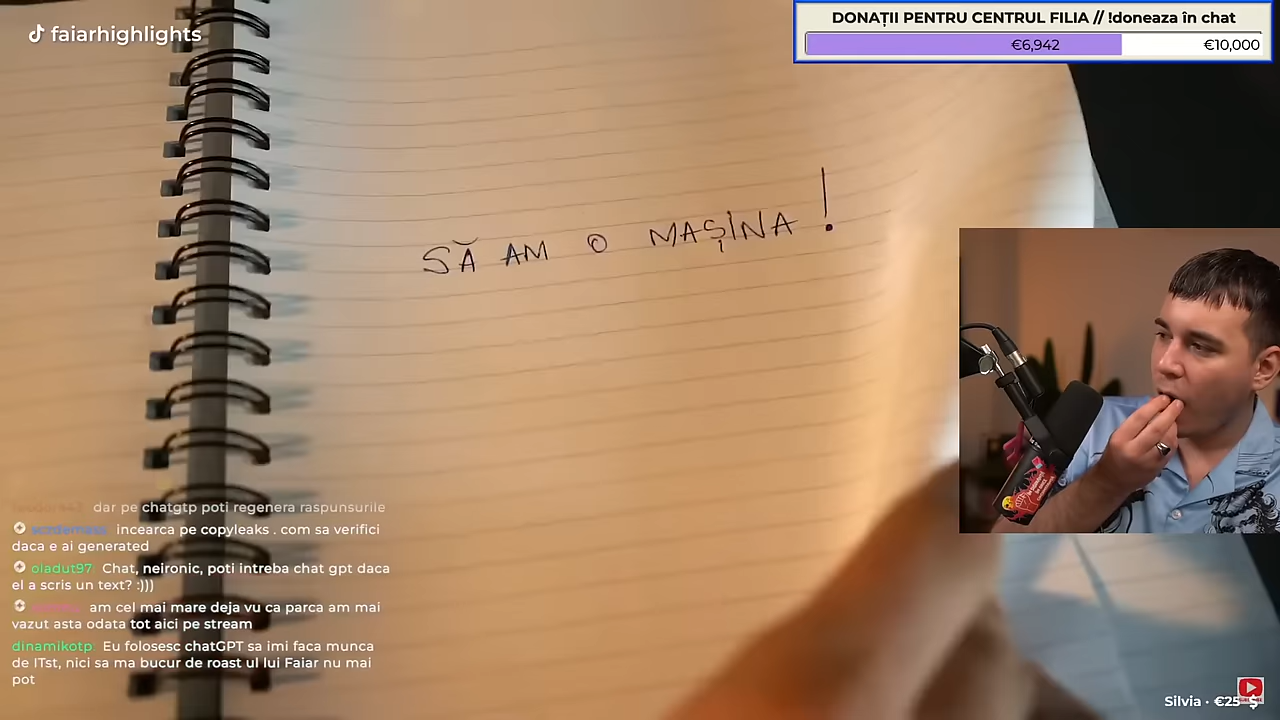 faiarhighlights
DONAȚII PENTRU CENTRUL FILIA // !doneaza în chat
€6,942
€10,000
SĂ AM O MAȘINA!
dar pe chatgtp poti regenera raspunsurile
incearca pe copyleaks . com sa verifici
daca e ai generated
oladut97: Chat, neironic, poti intreba chat gpt daca
el a scris un text? :)))
am cel mai mare deja vu ca parca am mai
vazut asta odata tot aici pe stream
dinamikotp: Eu folosesc chatGPT sa imi faca munca
de ITst, nici sa ma bucur de roast ul lui Faiar nu mai
pot
Silvia · €25